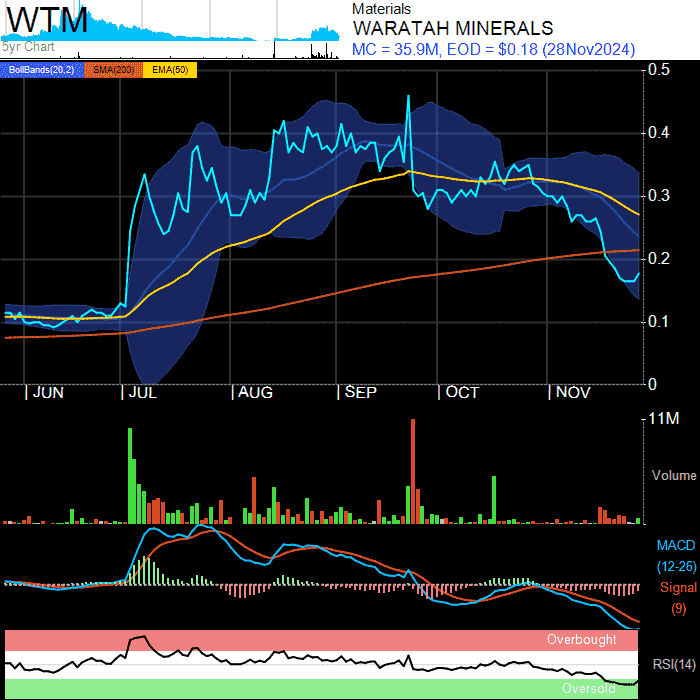 WTM
5yr Chart
Materials
WARATAH MINERALS
MC = 35.9M, EOD = $0.18 (28Nov2024)
BollBands(20,2) SMA(200) EMA(50)
0.5
0.4
0.3
0.2
0.1
0
JUN JUL AUG SEP OCT NOV
11M
Volume
MACD
(12-26)
Signal
(9)
Overbought
RSI(14)
Oversold